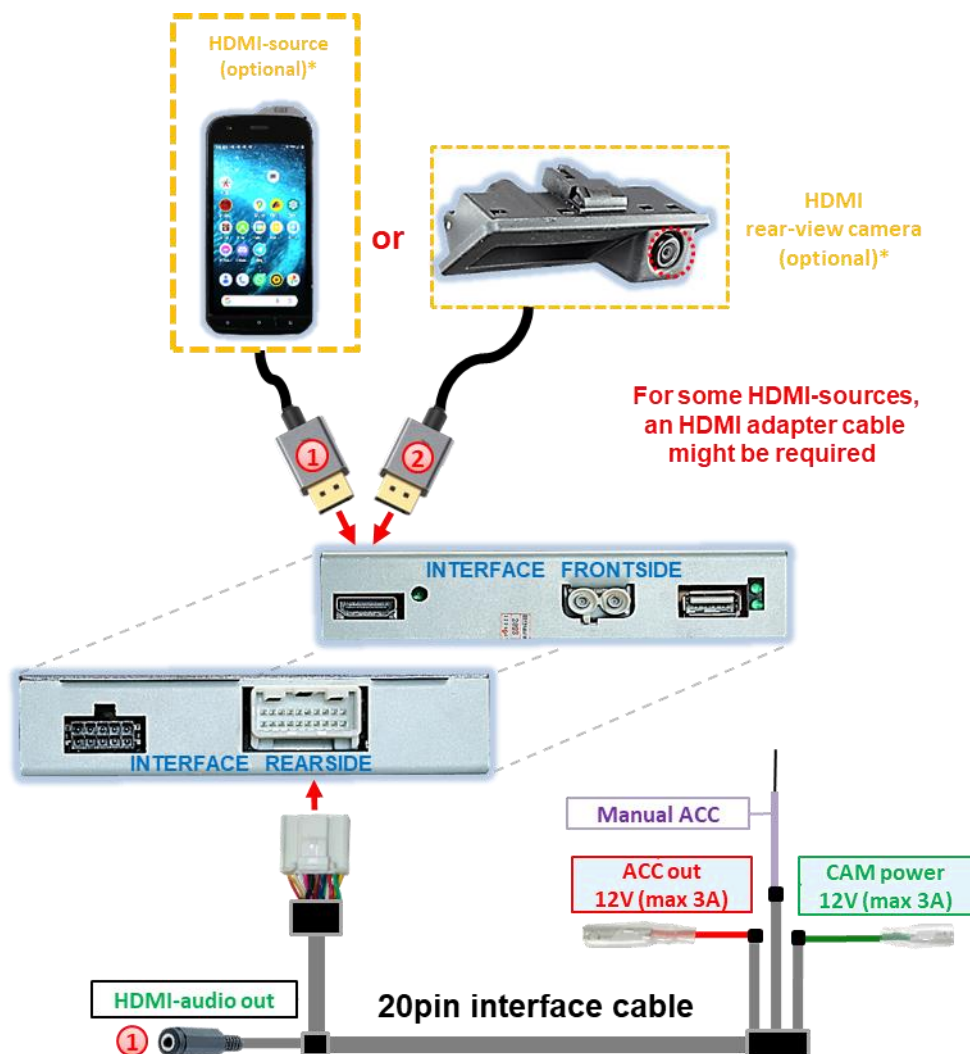 HDMI-source
(optional)*
or
HDMI
rear-view camera
(optional)*
1
2
For some HDMI-sources,
an HDMI adapter cable
might be required
INTERFACE FRONTSIDE
INTERFACE REARSIDE
Manual ACC
ACC out
12V (max 3A)
CAM power
12V (max 3A)
HDMI-audio out
1
20pin interface cable